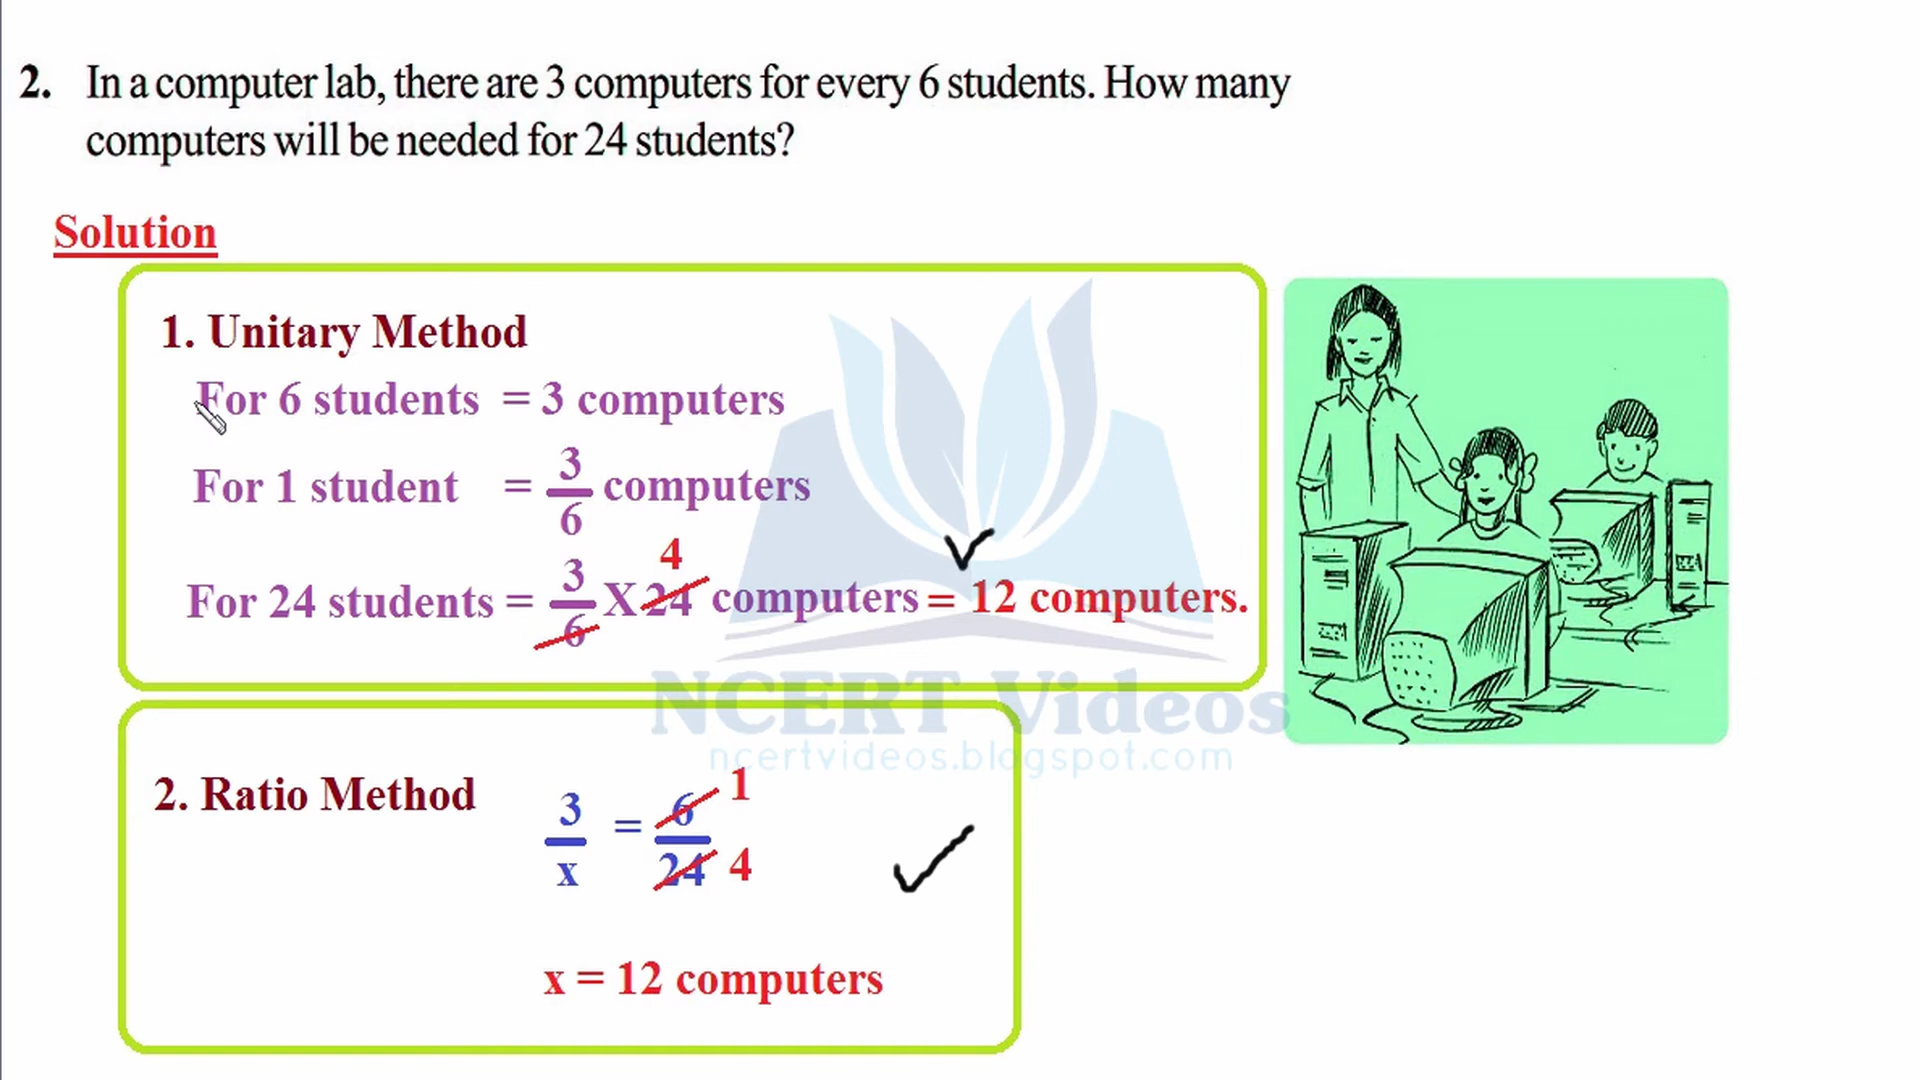 2. In a computer lab, there are 3 computers for every 6 students. How many
computers will be needed for 24 students?
Solution
1. Unitary Method
For 6 students = 3 computers
For 1 student = 3/6 computers
4
For 24 students = 3/6 X 24 computers = 12 computers.
NCERT Videos
ncertvideos.blogspot.com
2. Ratio Method
3/x = 6/24 1/4
x = 12 computers